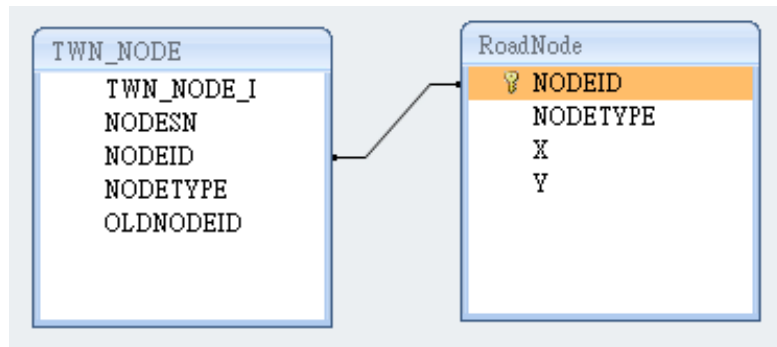 TWN_NODE
TWN_NODE_I
NODESN
NODEID
NODETYPE
OLDNODEID
RoadNode
NODEID
NODETYPE
X
Y